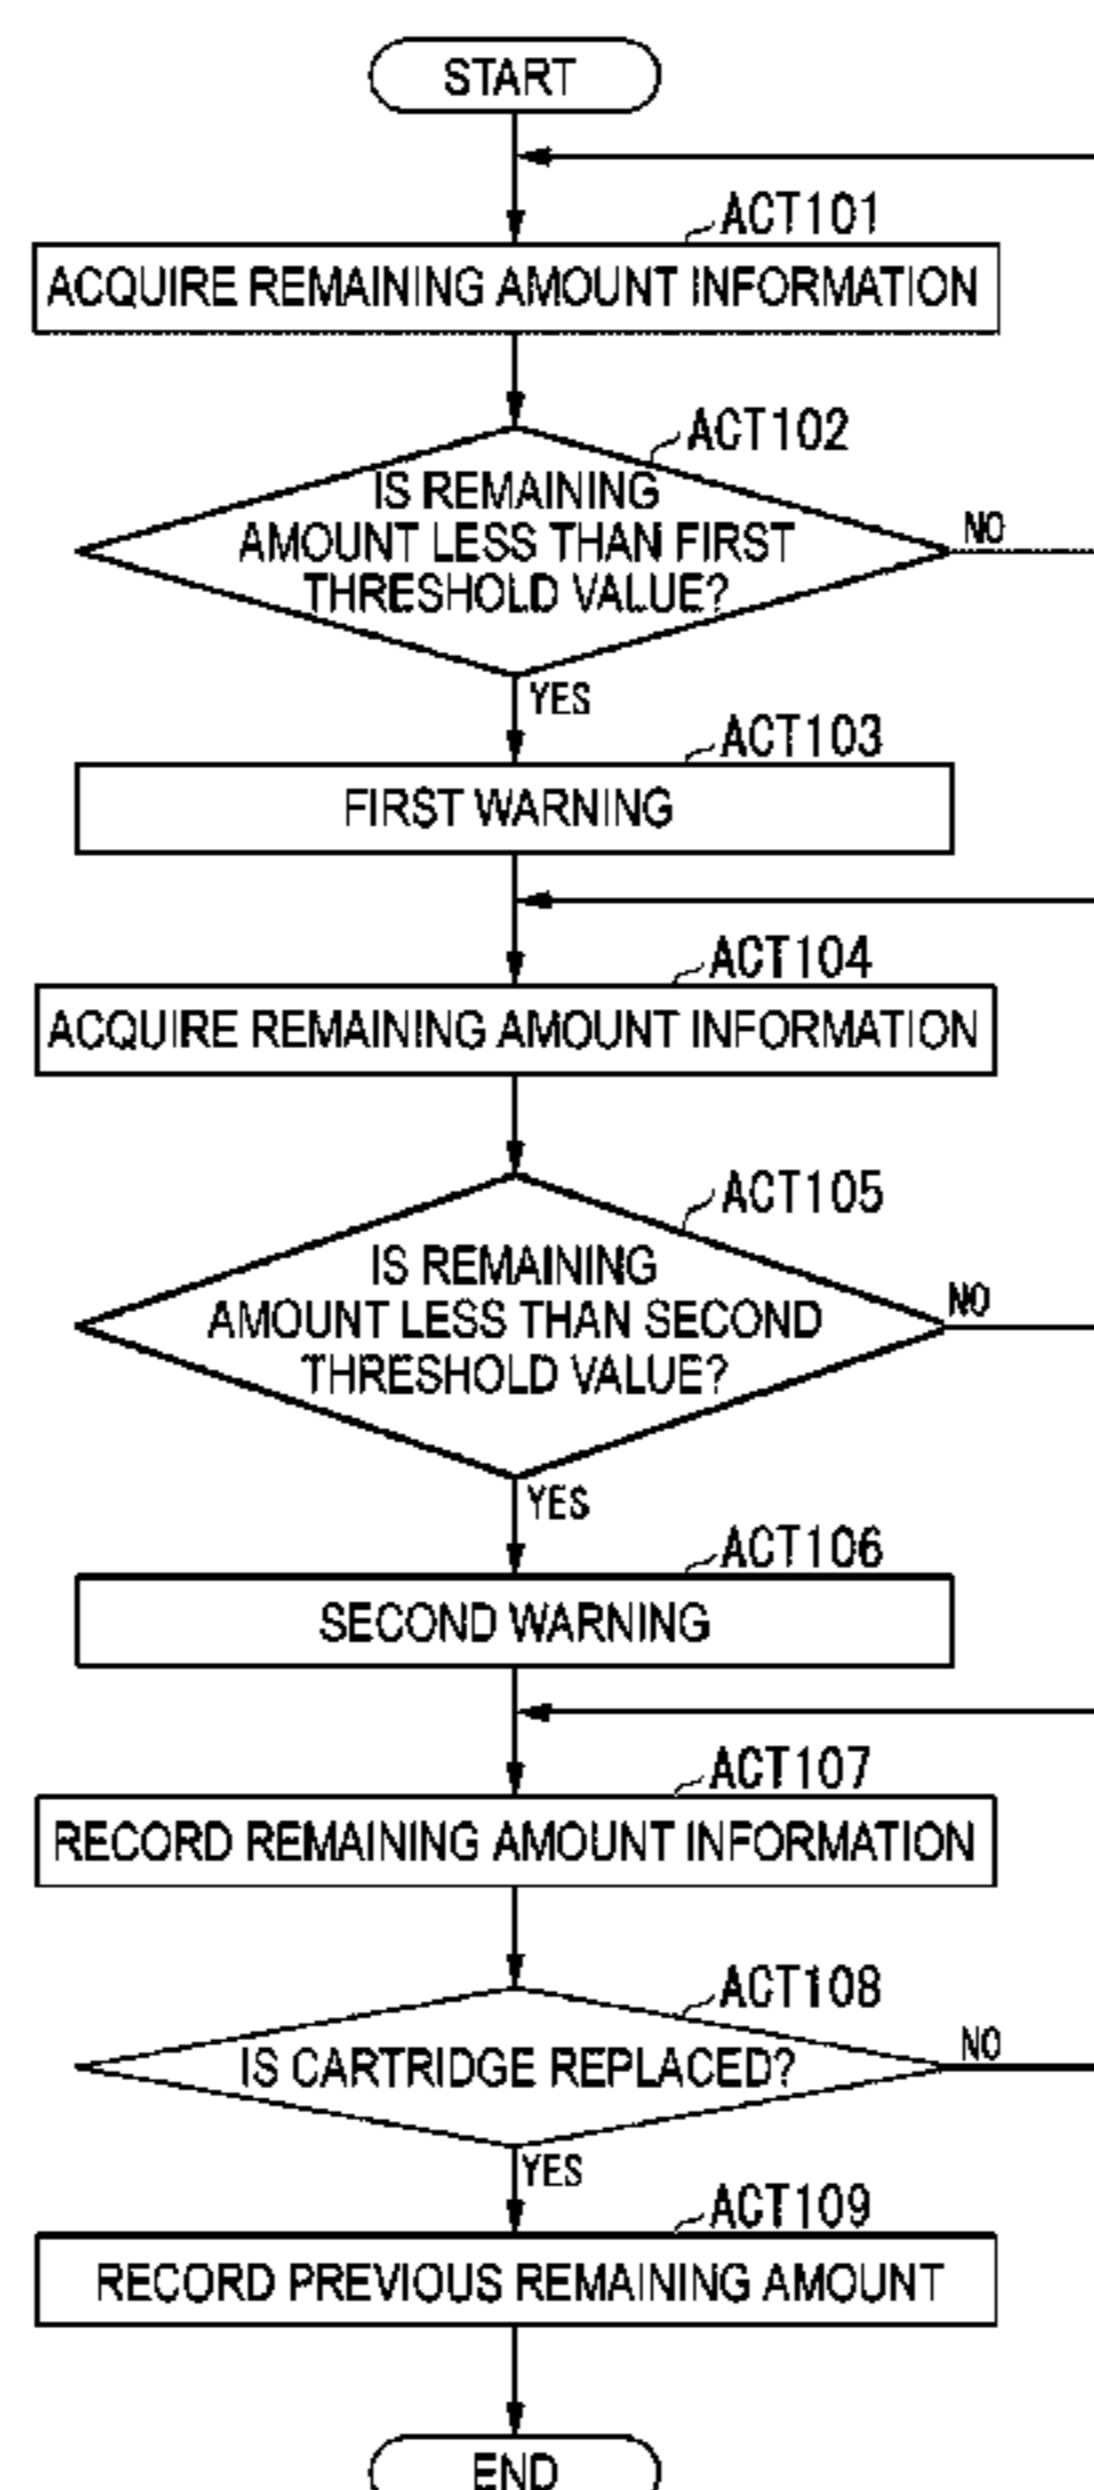 START
ACT101
ACQUIRE REMAINING AMOUNT INFORMATION
ACT102
IS REMAINING
AMOUNT LESS THAN FIRST
THRESHOLD VALUE?
NO
YES
ACT103
FIRST WARNING
ACT104
ACQUIRE REMAINING AMOUNT INFORMATION
ACT105
IS REMAINING
AMOUNT LESS THAN SECOND
THRESHOLD VALUE?
NO
YES
ACT106
SECOND WARNING
ACT107
RECORD REMAINING AMOUNT INFORMATION
ACT108
IS CARTRIDGE REPLACED?
NO
YES
ACT109
RECORD PREVIOUS REMAINING AMOUNT
END